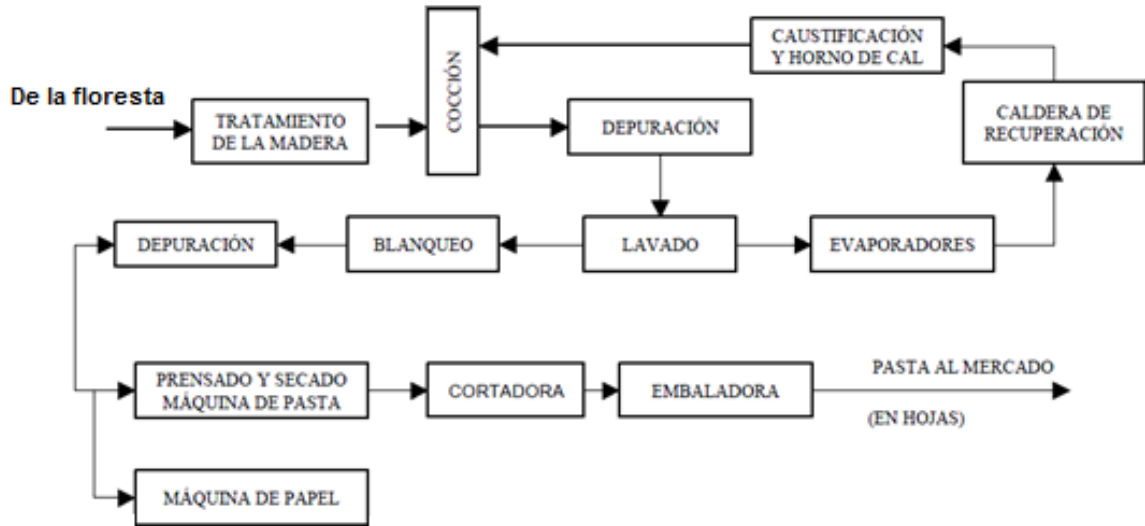 CAUSTIFICACIÓN
Y HORNO DE CAL
COCCIÓN
De la floresta
TRATAMIENTO
DE LA MADERA
DEPURACIÓN
CALDERA DE
RECUPERACIÓN
DEPURACIÓN
BLANQUEO
LAVADO
EVAPORADORES
PRENSADO Y SECADO
MÁQUINA DE PASTA
CORTADORA
EMBALADORA
PASTA AL MERCADO
(EN HOJAS)
MÁQUINA DE PAPEL